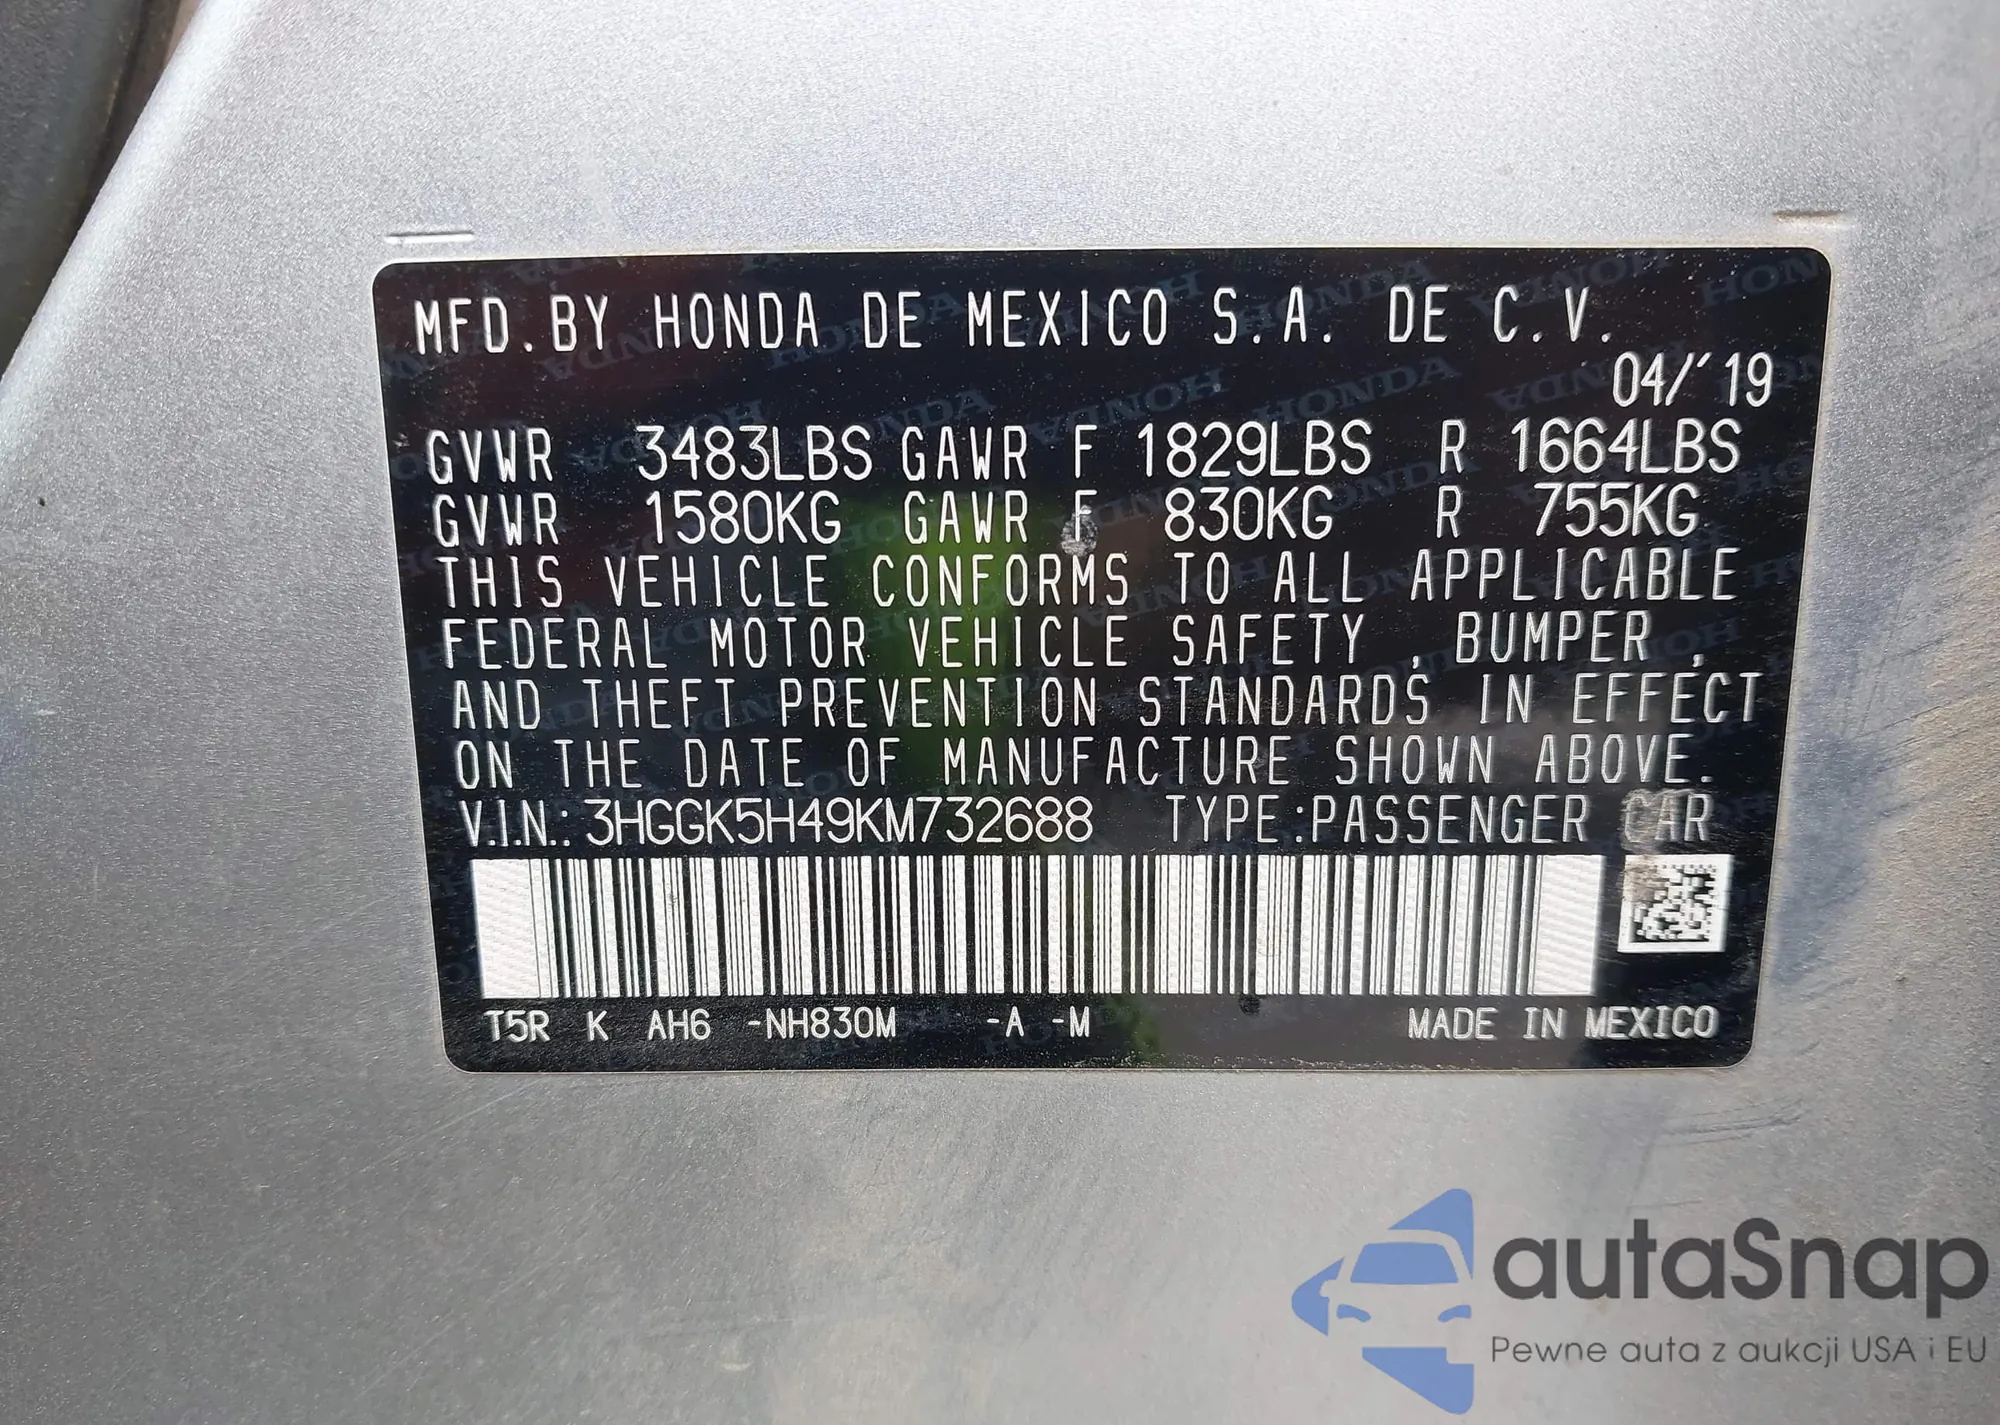 MFD.BY HONDA DE MEXICO S.A. DE C.V.
04/'19
GVWR 3483LBS GAWR F 1829LBS R 1664LBS
GVWR 1580KG GAWR F 830KG R 755KG
THIS VEHICLE CONFORMS TO ALL APPLICABLE
FEDERAL MOTOR VEHICLE SAFETY , BUMPER ,
AND THEFT PREVENTION STANDARDS IN EFFECT
ON THE DATE OF MANUFACTURE SHOWN ABOVE.
V.I.N.: 3HGGK5H49KM732688 TYPE:PASSENGER CAR
T5R K AH6 -NH830M -A -M MADE IN MEXICO
autaSnap
Pewne auta z aukcji USA i EU